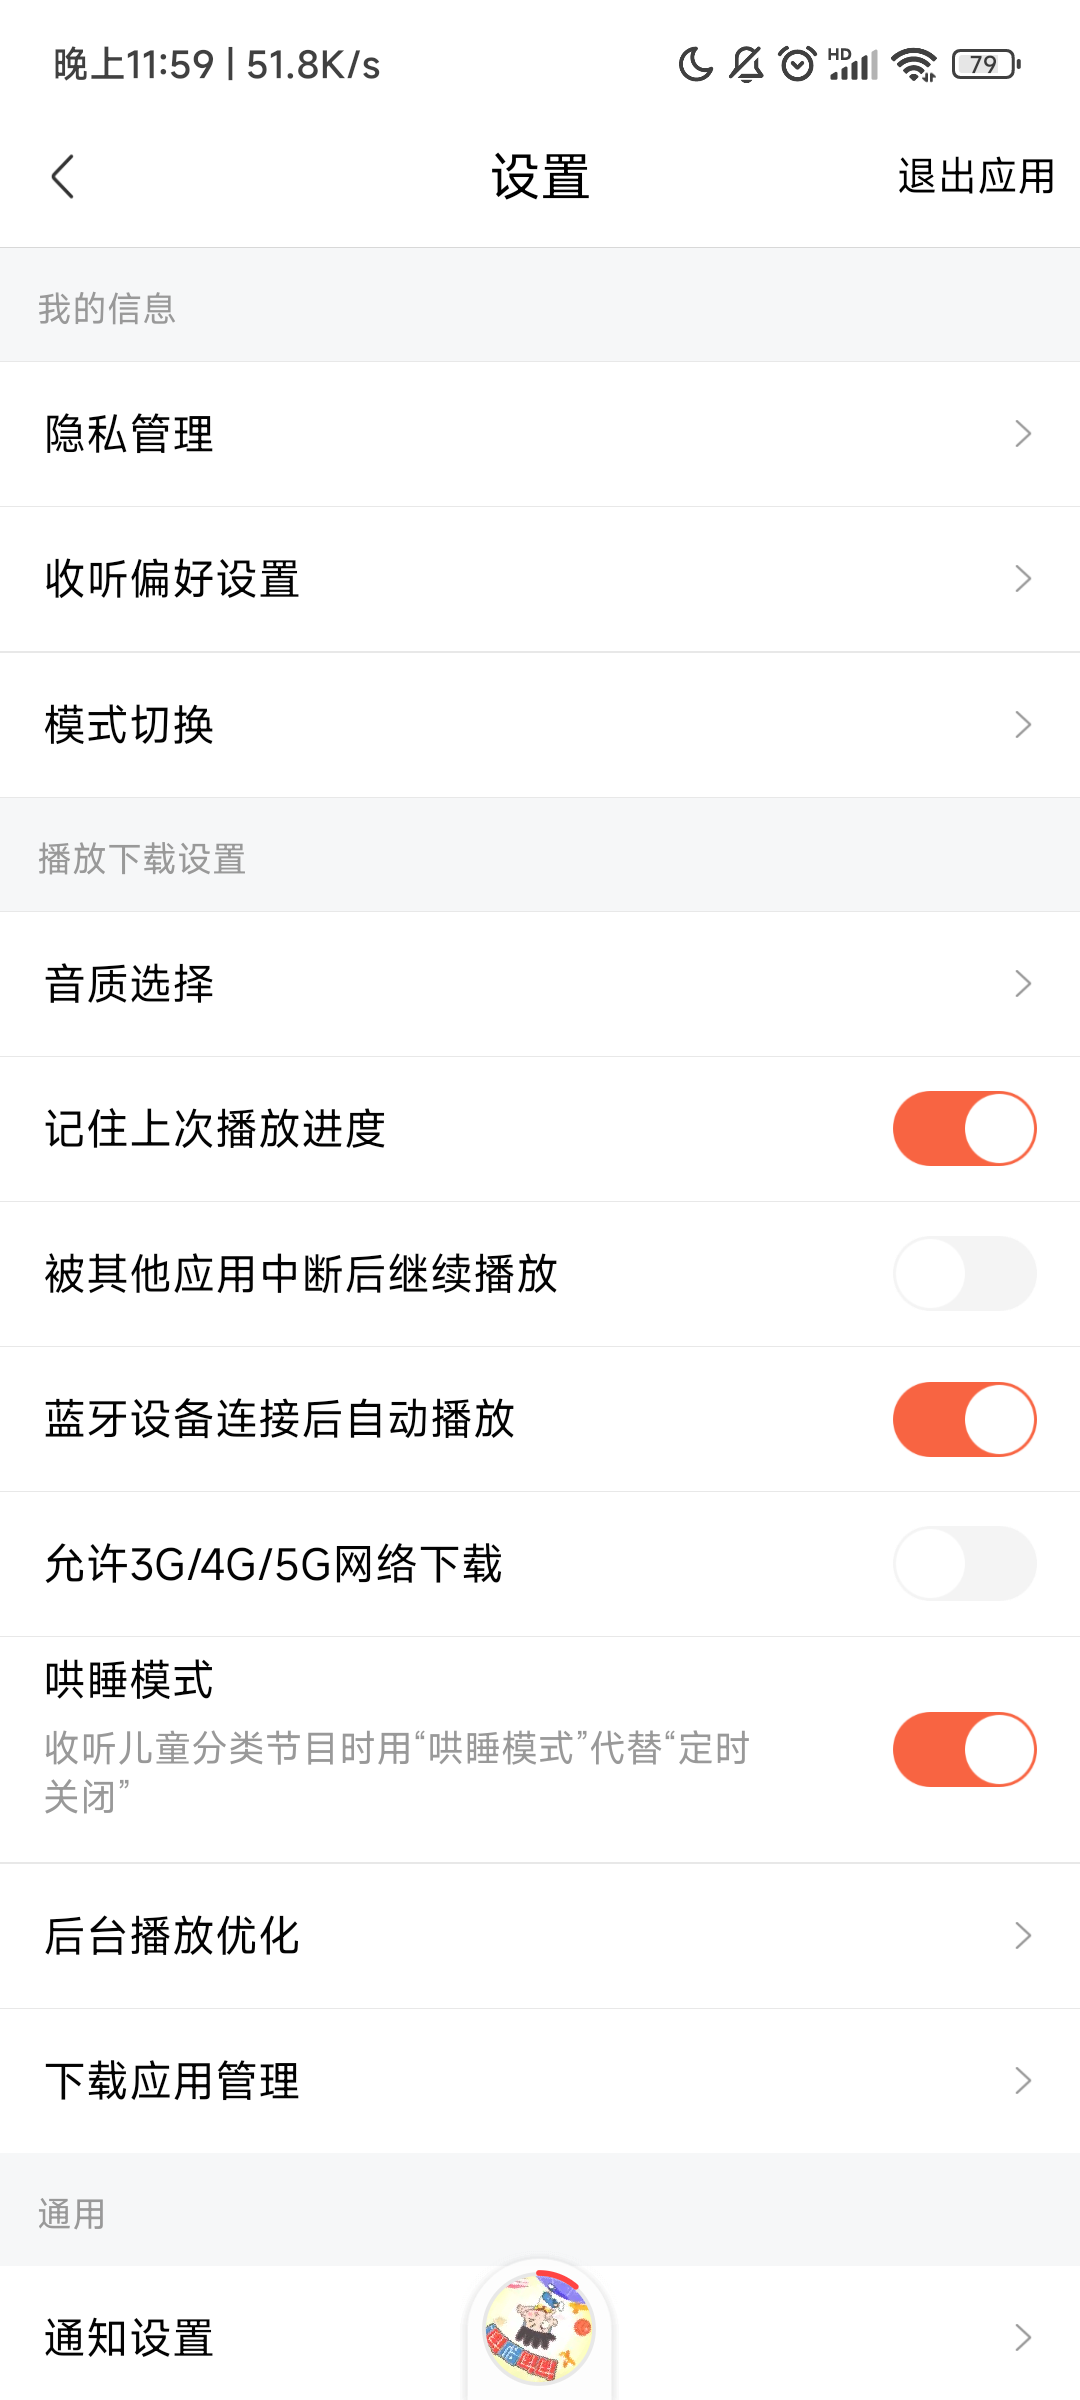 晚上11:59 | 51.8K/s
HD
79
设置
退出应用
我的信息
隐私管理
收听偏好设置
模式切换
播放下载设置
音质选择
记住上次播放进度
被其他应用中断后继续播放
蓝牙设备连接后自动播放
允许3G/4G/5G网络下载
哄睡模式
收听儿童分类节目时用“哄睡模式”代替“定时
关闭”
后台播放优化
下载应用管理
通用
通知设置